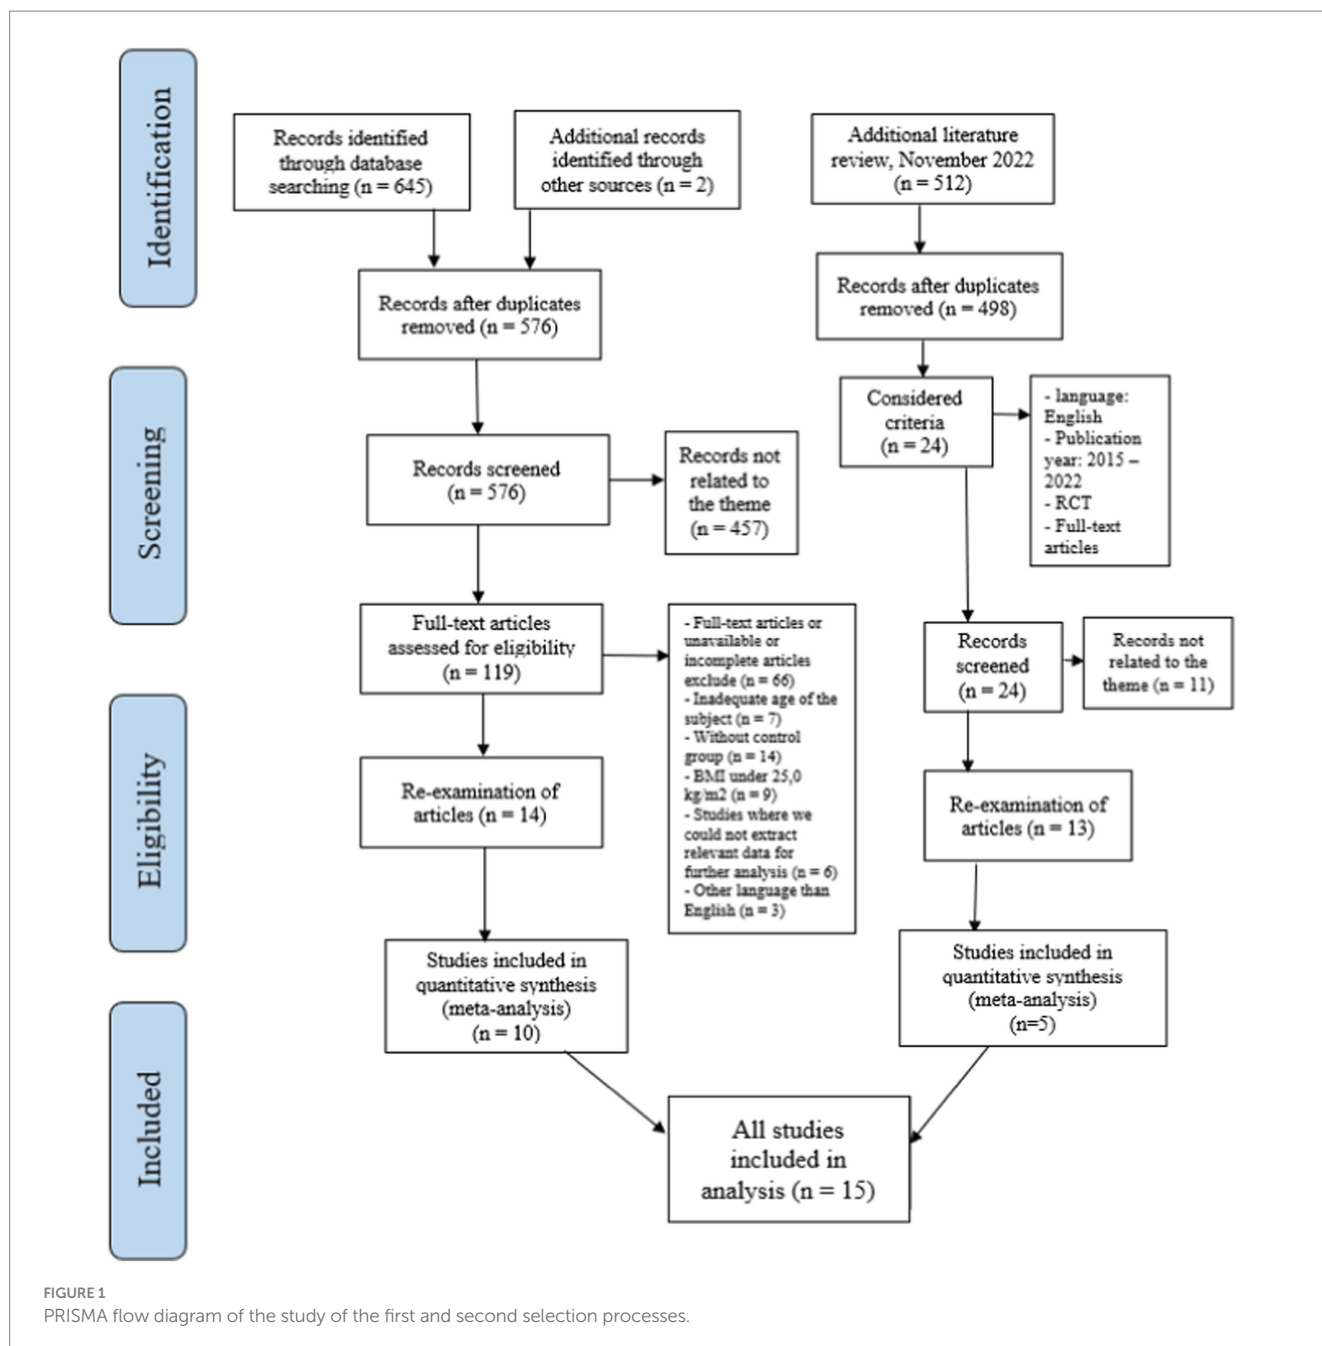 Identification
Records identified
through database
searching (n = 645)
Additional records
identified through
other sources (n = 2)
Additional literature
review, November 2022
(n = 512)
Records after duplicates
removed (n = 576)
Records after duplicates
removed (n = 498)
Screening
Records screened
(n = 576)
Records not
related to
the theme
(n = 457)
Considered
criteria
(n = 24)
- language:
English
- Publication
year: 2015 –
2022
- RCT
- Full-text
articles
Full-text articles
assessed for eligibility
(n = 119)
- Full-text articles or
unavailable or
incomplete articles
exclude (n = 66)
- Inadequate age of the
subject (n = 7)
- Without control
group (n = 14)
- BMI under 25,0
kg/m2 (n = 9)
- Studies where we
could not extract
relevant data for
further analysis (n = 6)
- Other language than
English (n = 3)
Records
screened
(n = 24)
Records not
related to the
theme (n = 11)
Eligibility
Re-examination of
articles (n = 14)
Re-examination of
articles (n = 13)
Studies included in
quantitative synthesis
(meta-analysis)
(n = 10)
Studies included in
quantitative synthesis
(meta-analysis)
(n=5)
Included
All studies
included in
analysis (n = 15)
FIGURE 1
PRISMA flow diagram of the study of the first and second selection processes.